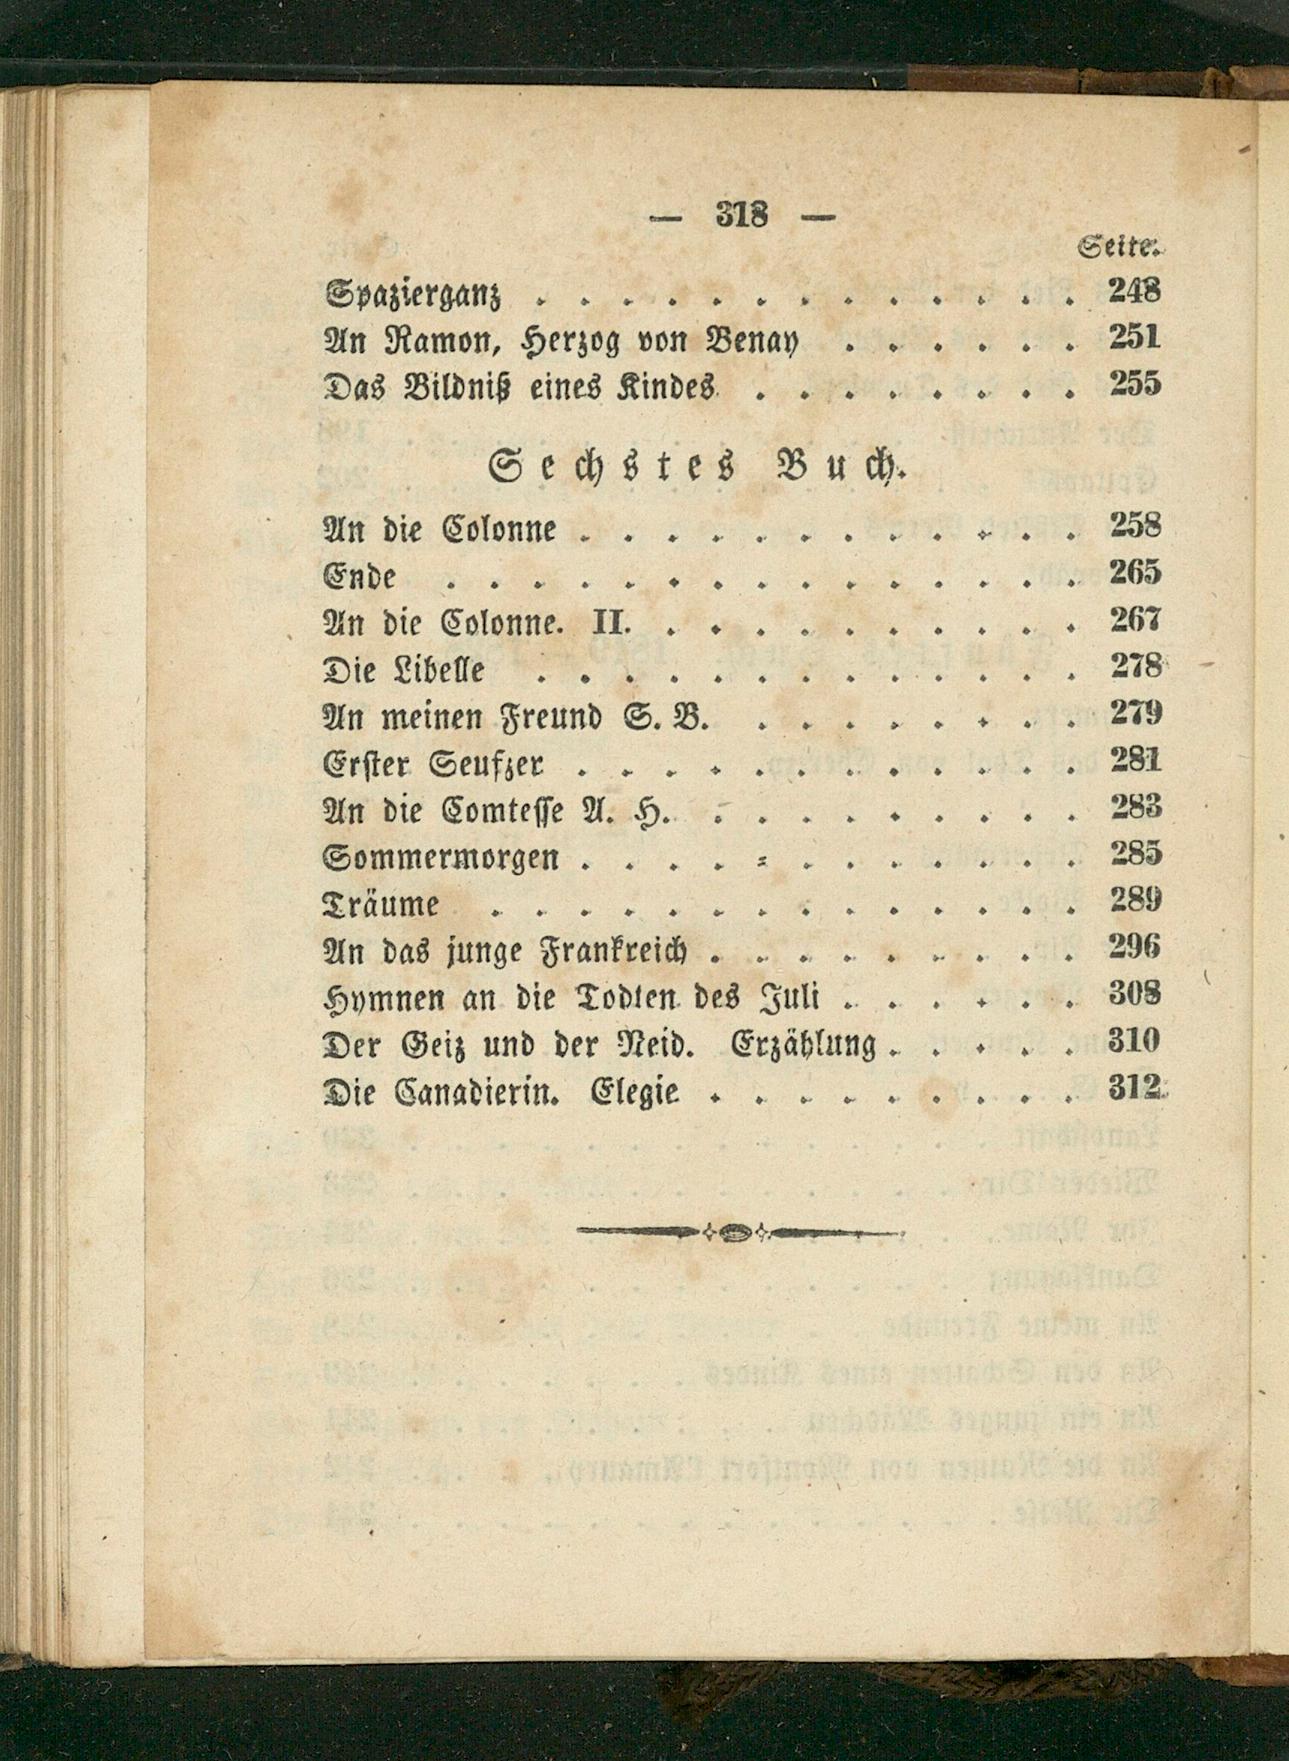 — 318 —
Seite.
Spazierganz . . . . . . . . . . . . . 248
An Ramon, Herzog von Benay . . . . . . 251
Das Bildniß eines Kindes . . . . . . . . 255
Sechstes Buch.
An die Colonne . . . . . . . . . . . . 258
Ende . . . . . . . . . . . . . . . 265
An die Colonne. II. . . . . . . . . . . 267
Die Libelle . . . . . . . . . . . . . 278
An meinen Freund S. B. . . . . . . . . 279
Erster Seufzer . . . . . . . . . . . . 281
An die Comtesse A. H. . . . . . . . . . 283
Sommermorgen . . . . . . . . . . . . 285
Träume . . . . . . . . . . . . . . 289
An das junge Frankreich . . . . . . . . . 296
Hymnen an die Todten des Juli . . . . . . 308
Der Geiz und der Neid. Erzählung . . . . . 310
Die Canadierin. Elegie . . . . . . . . . 312